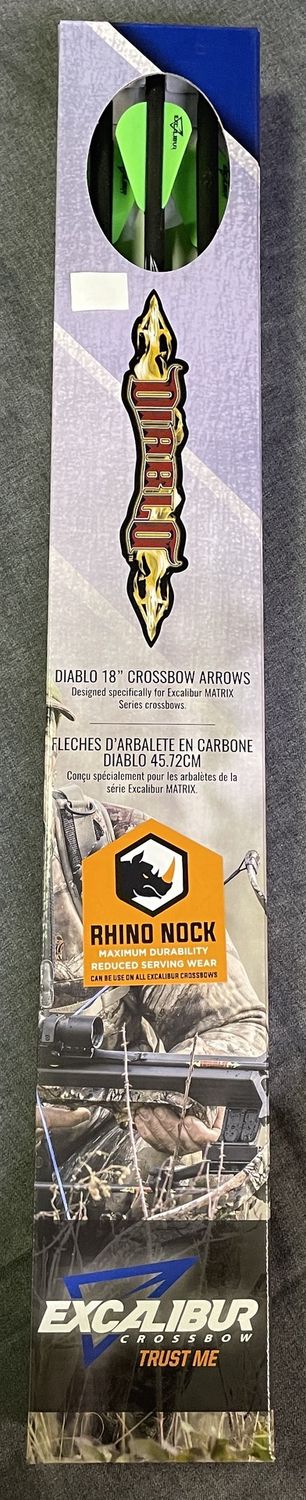 EXCALIBUR
DIABLO
TM
DIABLO 18" CROSSBOW ARROWS
Designed specifically for Excalibur MATRIX
Series crossbows.
FLECHES D'ARBALETE EN CARBONE
DIABLO 45.72CM
Conçu spécialement pour les arbalètes de la
série Excalibur MATRIX.
RHINO NOCK
MAXIMUM DURABILITY
REDUCED SERVING WEAR
CAN BE USE ON ALL EXCALIBUR CROSSBOWS
EXCALIBUR
CROSSBOW
TRUST ME